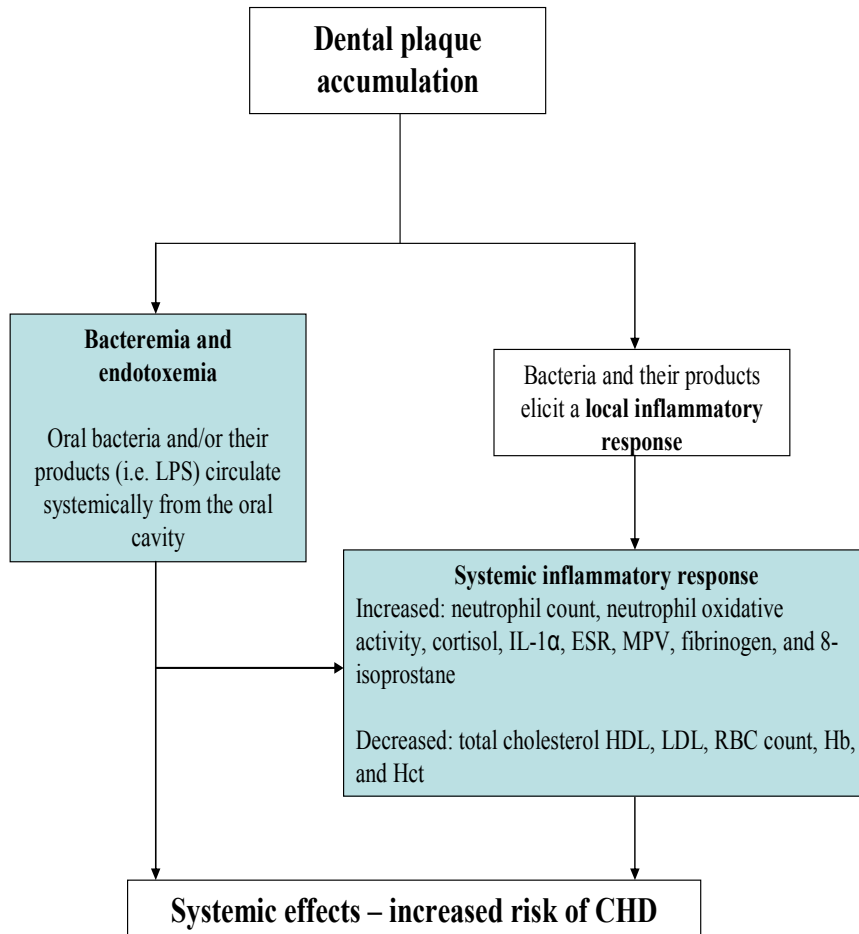 Dental plaque
accumulation
Bacteremia and
endotoxemia
Oral bacteria and/or their
products (i.e. LPS) circulate
systemically from the oral
cavity
Bacteria and their products
elicit a local inflammatory
response
Systemic inflammatory response
Increased: neutrophil count, neutrophil oxidative
activity, cortisol, IL-1α, ESR, MPV, fibrinogen, and 8-
isoprostane
Decreased: total cholesterol HDL, LDL, RBC count, Hb,
and Hct
Systemic effects – increased risk of CHD